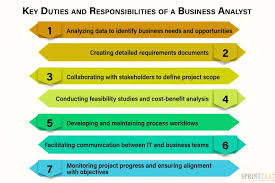 KEY DUTIES AND RESPONSIBILITIES OF A BUSINESS ANALYST
1 Analyzing data to identify business needs and opportunities
Creating detailed requirements documents 2
3 Collaborating with stakeholders to define project scope
Conducting feasibility studies and cost-benefit analysis 4
5 Developing and maintaining process workflows
Facilitating communication between IT and business teams 6
7 Monitoring project progress and ensuring alignment
with objectives